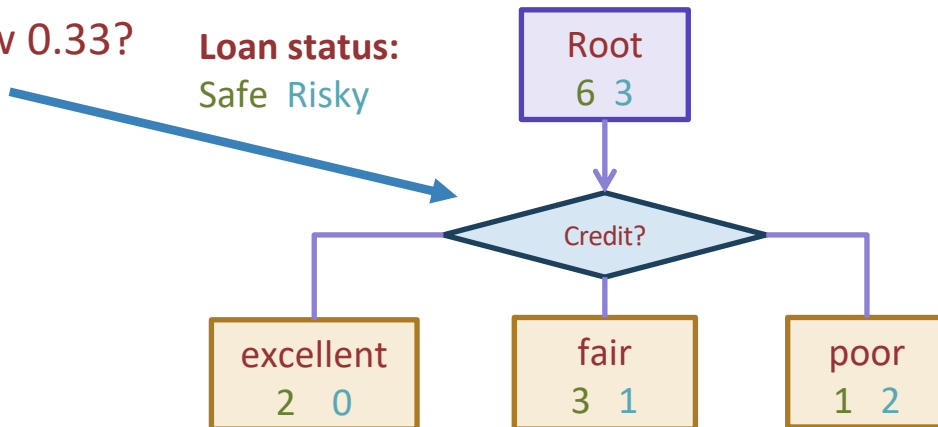 0.33?
Loan status:
Safe Risky
Root
6 3
Credit?
excellent
2 0
fair
3 1
poor
1 2